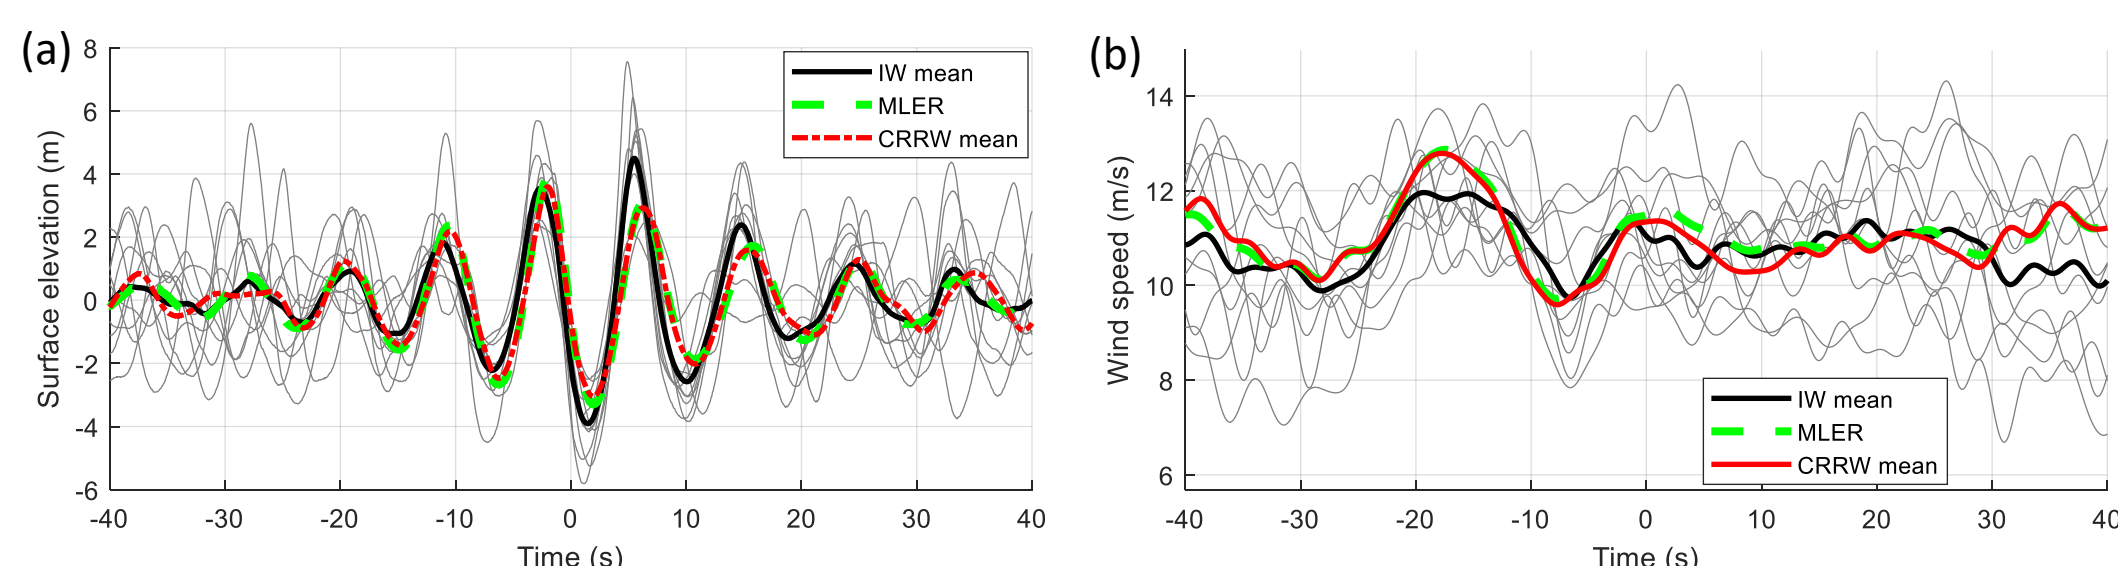 (a)
Surface elevation (m)
8
6
4
2
0
-2
-4
-6
IW mean
MLER
CRRW mean
-40 -30 -20 -10 0 10 20 30 40
Time (s)
(b)
Wind speed (m/s)
14
12
10
8
6
IW mean
MLER
CRRW mean
-40 -30 -20 -10 0 10 20 30 40
Time (s)